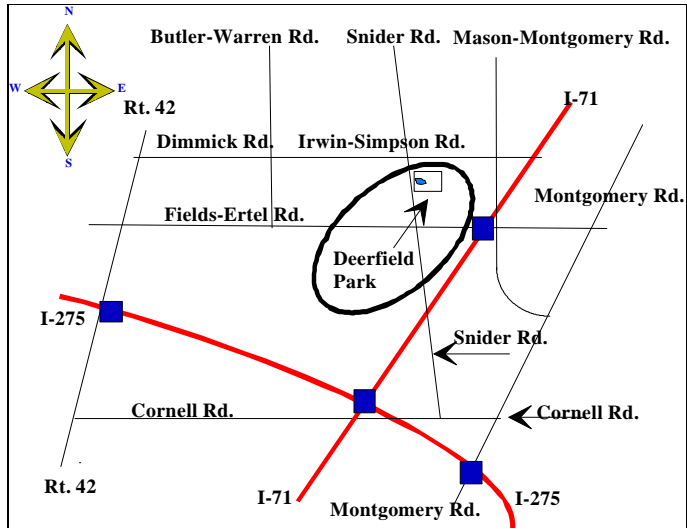 N
Butler-Warren Rd.
Snider Rd.
Mason-Montgomery Rd.
W
E
I-71
Rt. 42
S
Dimmick Rd.
Irwin-Simpson Rd.
Montgomery Rd.
Fields-Ertel Rd.
Deerfield
Park
I-275
Snider Rd.
Cornell Rd.
Cornell Rd.
Rt. 42
I-71
Montgomery Rd.
I-275